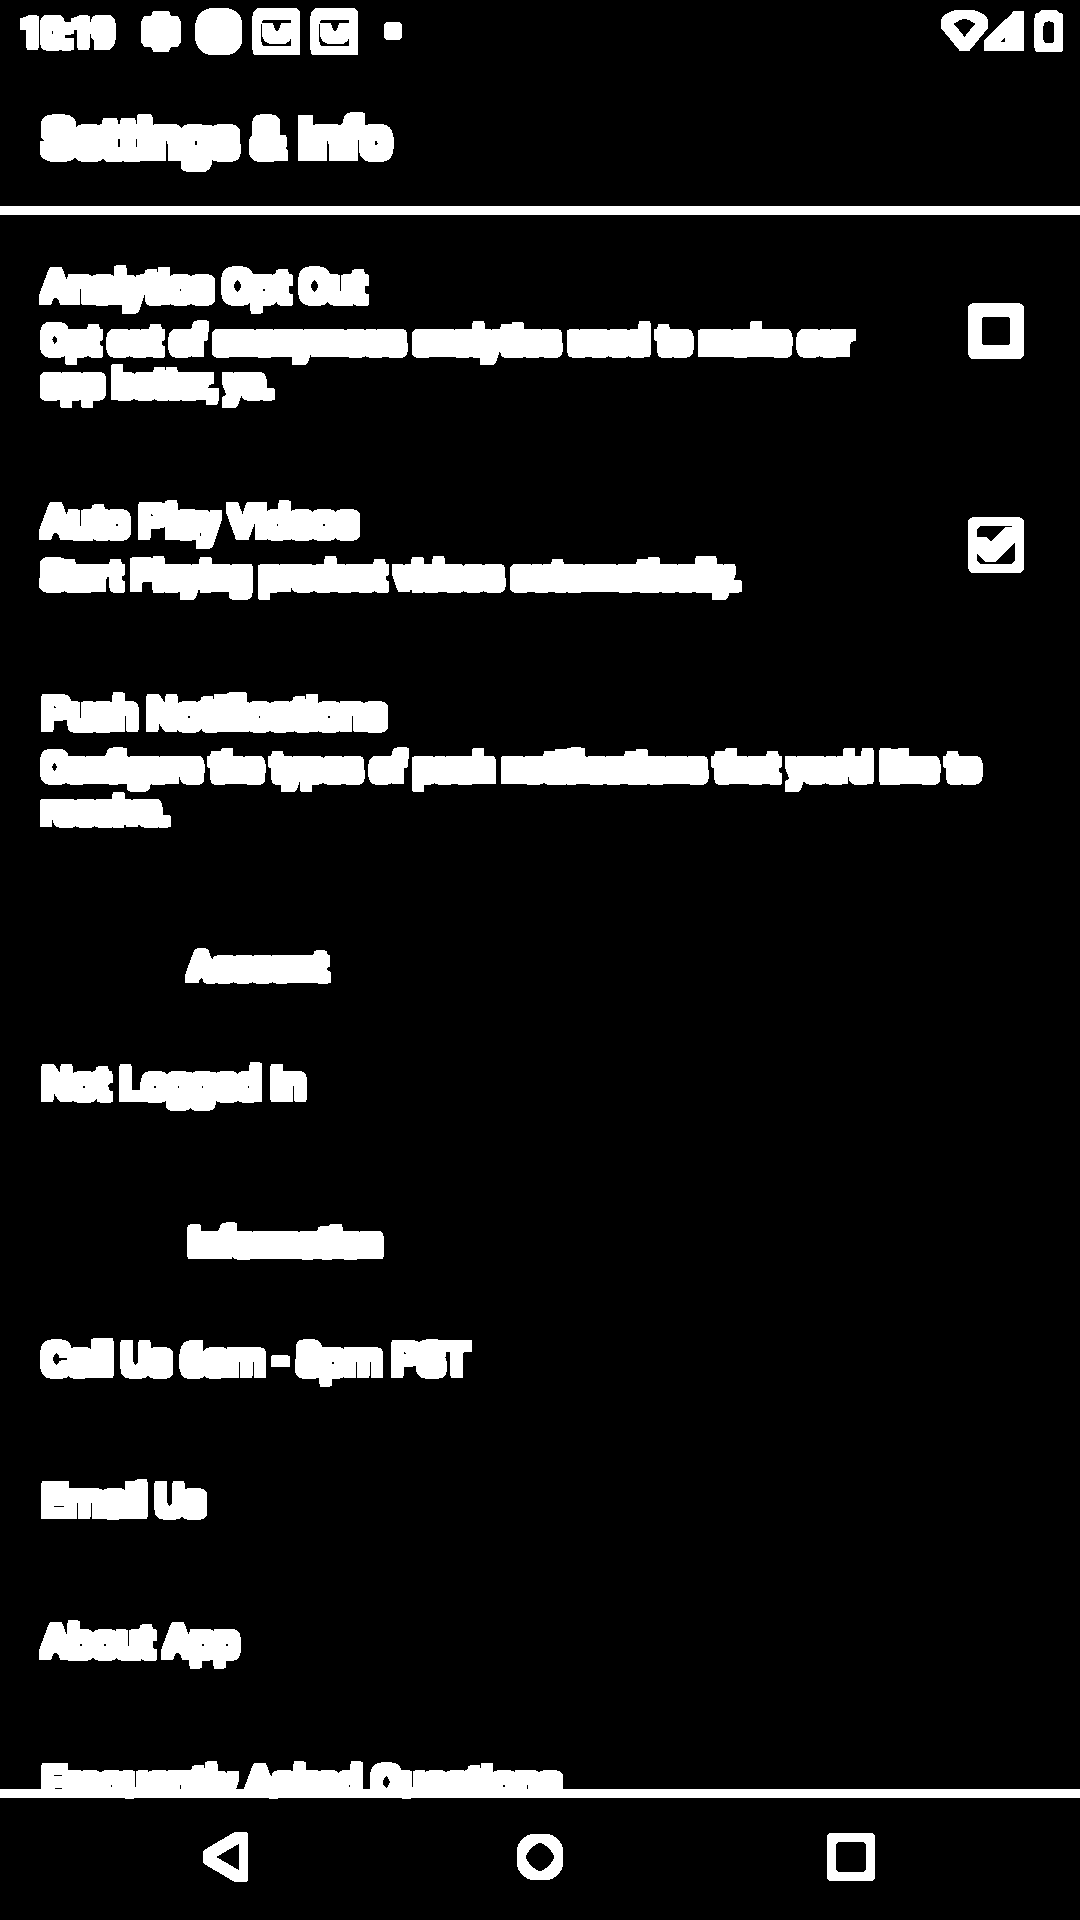 10:19
Settings & Info
Analytics Opt Out
Opt out of anonymous analytics used to make our
app better, yo.
Auto Play Videos
Start Playing product videos automatically.
Push Notifications
Configure the types of push notifications that you'd like to
receive.
Account
Not Logged In
Information
Call Us 6am - 8pm PST
Email Us
About App
Frequently Asked Questions